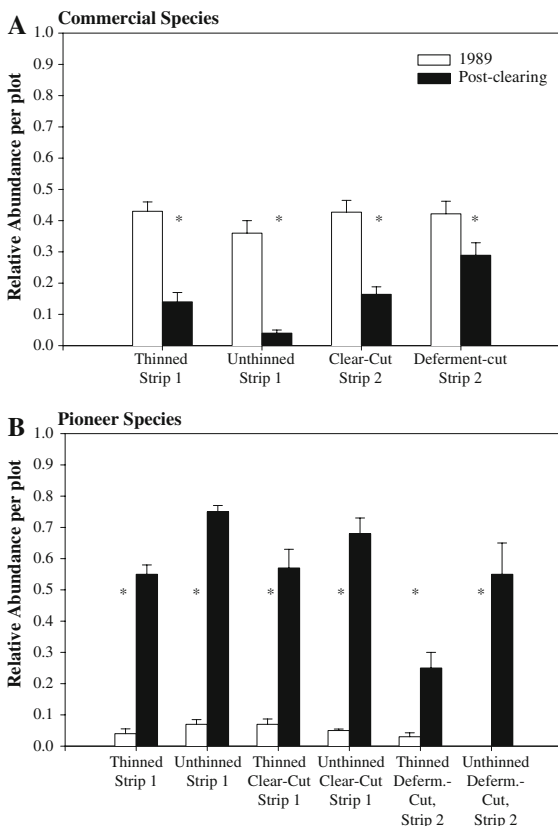 A Commercial Species
Relative Abundance per plot
1.0
0.9
0.8
0.7
0.6
0.5
0.4
0.3
0.2
0.1
0.0
1989
Post-clearing
* * * *
Thinned Unthinned Clear-Cut Deferment-cut
Strip 1 Strip 1 Strip 2 Strip 2
B Pioneer Species
Relative Abundance per plot
1.0
0.9
0.8
0.7
0.6
0.5
0.4
0.3
0.2
0.1
0.0
* * * * * *
Thinned Unthinned Thinned Unthinned Thinned Unthinned
Strip 1 Strip 1 Clear-Cut Clear-Cut Deferm.- Deferm.-
Strip 1 Strip 1 Cut, Cut,
Strip 2 Strip 2